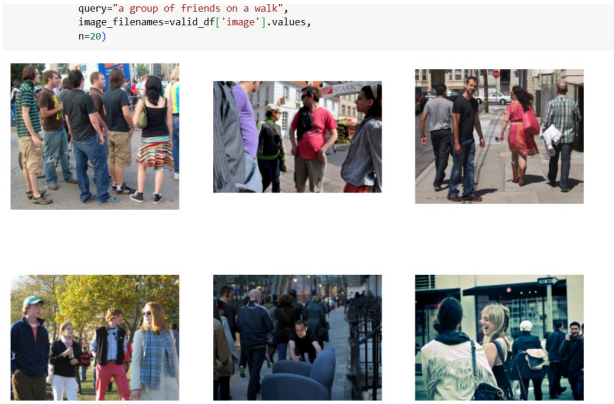 query="a group of friends on a walk",
image_filenames=valid_df['image'].values,
n=20)